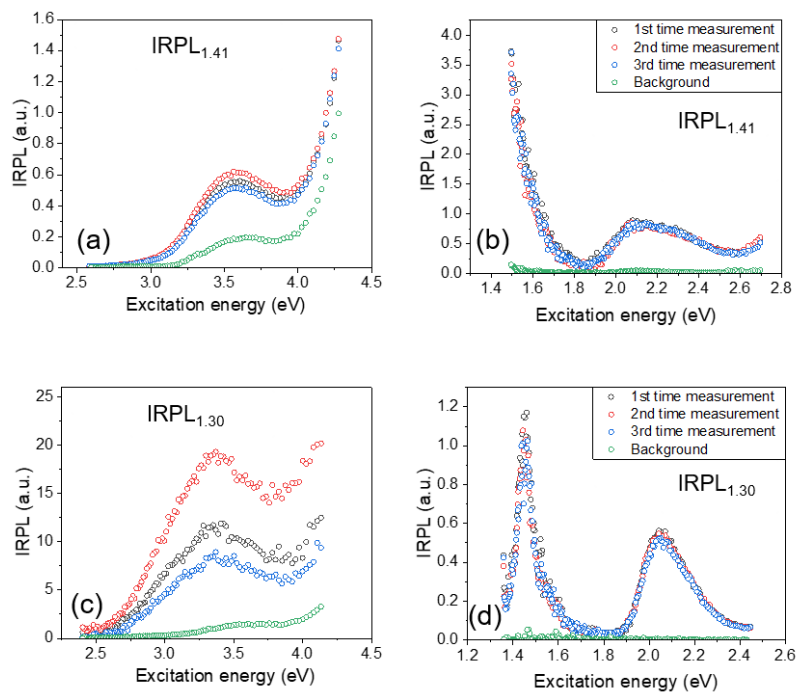 IRPL1.41
IRPL (a.u.)
1.6
1.4
1.2
1.0
0.8
0.6
0.4
0.2
0.0
(a)
2.5 3.0 3.5 4.0 4.5
Excitation energy (eV)
1st time measurement
2nd time measurement
3rd time measurement
Background
IRPL1.41
IRPL (a.u.)
4.0
3.5
3.0
2.5
2.0
1.5
1.0
0.5
0.0
(b)
1.4 1.6 1.8 2.0 2.2 2.4 2.6 2.8
Excitation energy (eV)
IRPL1.30
IRPL (a.u.)
25
20
15
10
5
0
(c)
2.5 3.0 3.5 4.0 4.5
Excitation energy (eV)
1st time measurement
2nd time measurement
3rd time measurement
Background
IRPL1.30
IRPL (a.u.)
1.2
1.0
0.8
0.6
0.4
0.2
0.0
(d)
1.2 1.4 1.6 1.8 2.0 2.2 2.4 2.6
Excitation energy (eV)